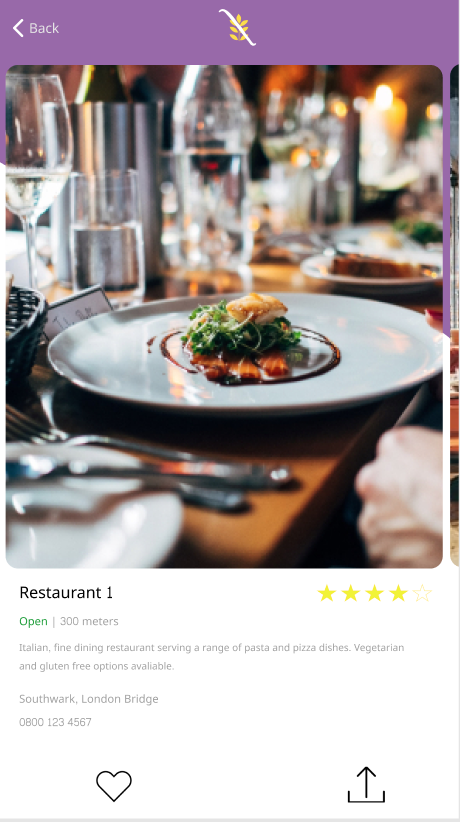 Back
Restaurant 1
Open | 300 meters
Italian, fine dining restaurant serving a range of pasta and pizza dishes. Vegetarian
and gluten free options avaliable.
Southwark, London Bridge
0800 123 4567